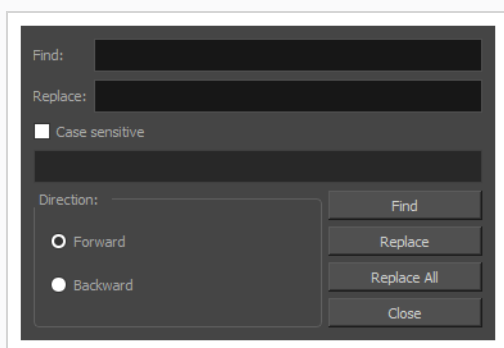 Find:
Replace:
Case sensitive
Direction:
Forward
Backward
Find
Replace
Replace All
Close